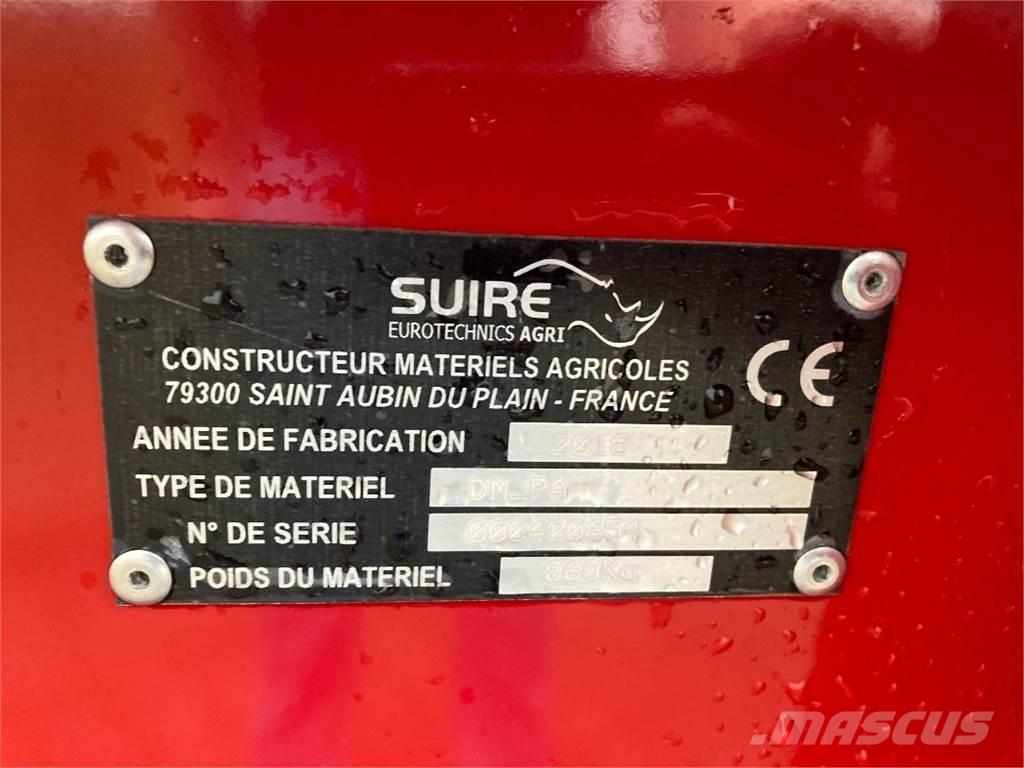 SUIRE
EUROTECHNICS AGRI
CONSTRUCTEUR MATERIELS AGRICOLES
79300 SAINT AUBIN DU PLAIN - FRANCE
CE
ANNEE DE FABRICATION 2018
TYPE DE MATERIEL DM_PA
N° DE SERIE
POIDS DU MATERIEL 860Kg
MASCUS